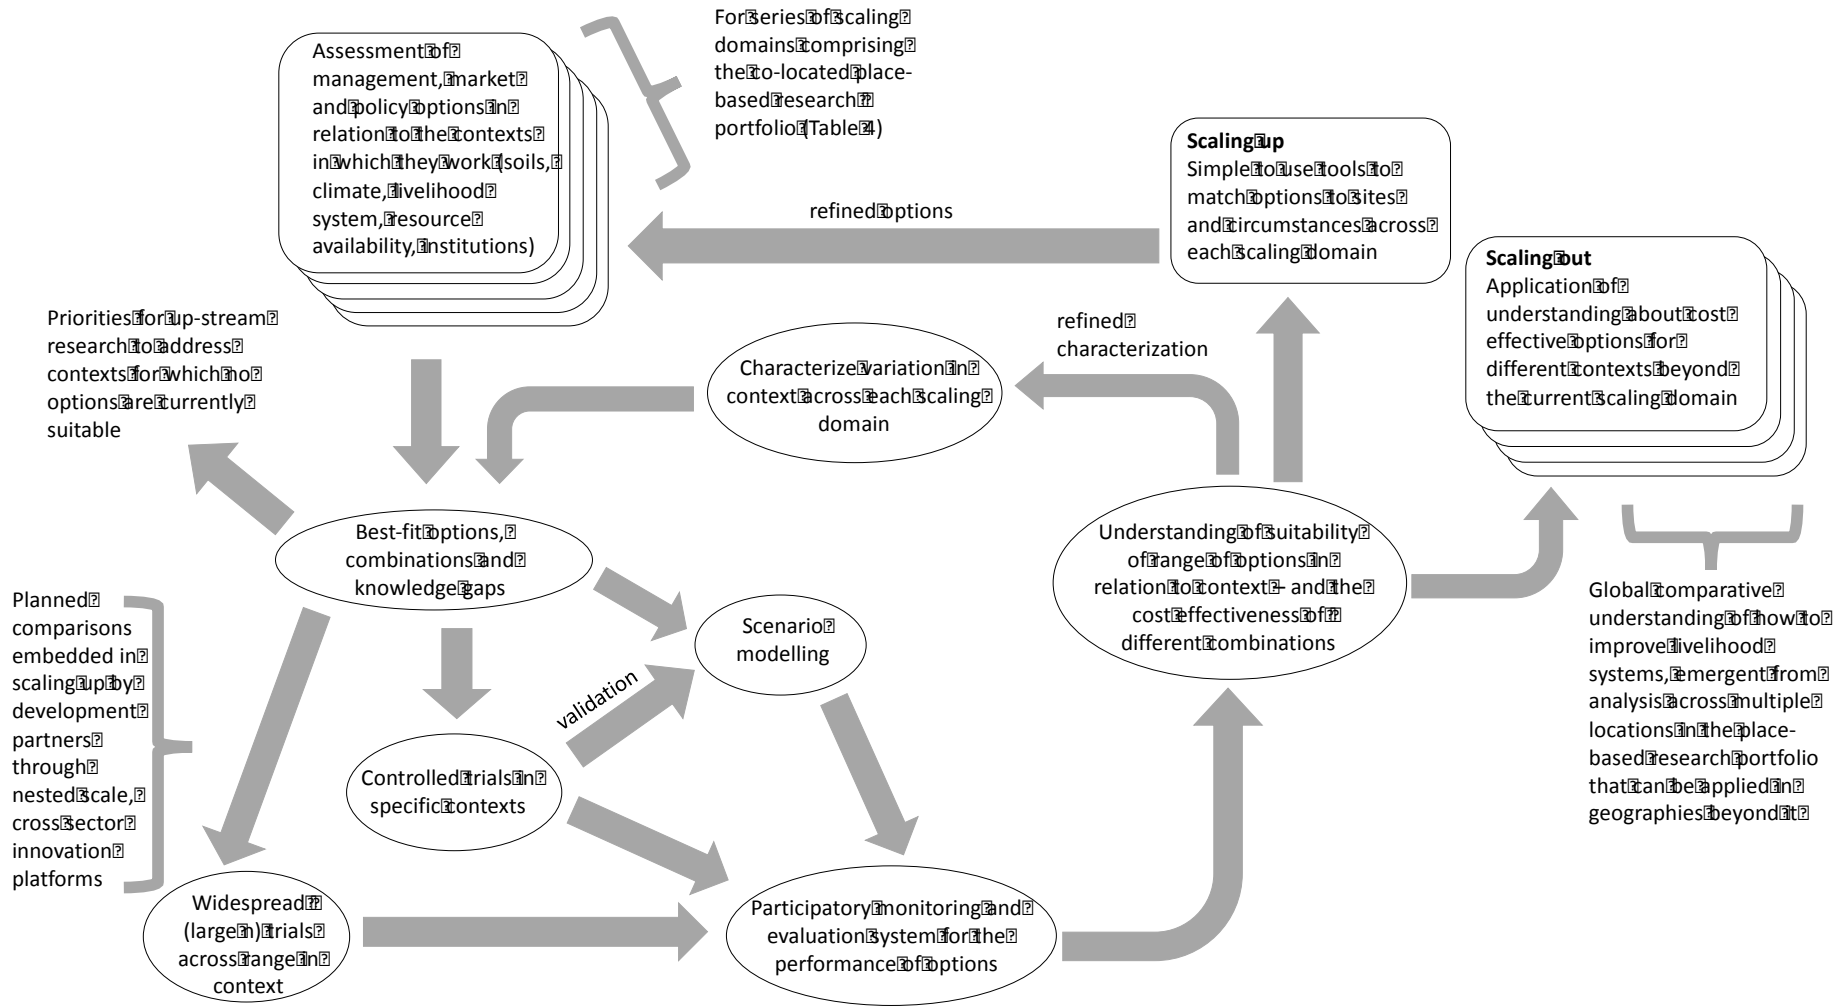 For series of scaling
domains comprising
the co-located place-
based research
portfolio (Table 4)
Assessment of
management, market
and policy options in
relation to the contexts
in which they work (soils,
climate, livelihood
system, resource
availability, institutions)
Scaling up
Simple to use tools to
match options to sites
and circumstances across
each scaling domain
refined options
Scaling out
Application of
understanding about cost
effective options for
different contexts beyond
the current scaling domain
Priorities for up-stream
research to address
contexts for which no
options are currently
suitable
refined
characterization
Characterize variation in
context across each scaling
domain
Best-fit options,
combinations and
knowledge gaps
Understanding of suitability
of range of options in
relation to context – and the
cost effectiveness of
different combinations
Global comparative
understanding of how to
improve livelihood
systems, emergent from
analysis across multiple
locations in the place-
based research portfolio
that can be applied in
geographies beyond it
Planned
comparisons
embedded in
scaling up by
development
partners
through
nested scale,
cross sector
innovation
platforms
Scenario
modelling
validation
Controlled trials in
specific contexts
Widespread
(large n) trials
across range in
context
Participatory monitoring and
evaluation system for the
performance of options